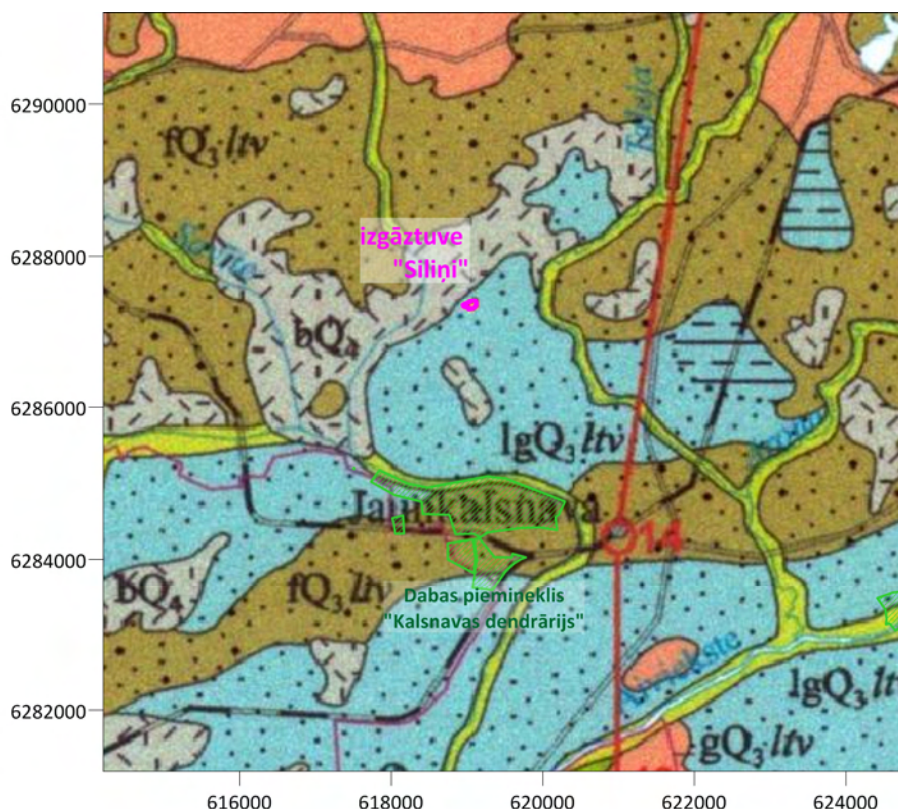 6290000
fQ₃ ltv
izgāztuve
6288000
"Siliņi"
bQ₄
6286000
lgQ₃ ltv
Jaunkalsnava
6284000
14
bQ₄
fQ₃ ltv
Dabas piemineklis
"Kalsnavas dendrārijs"
lgQ₃ lt
6282000
gQ₃ ltv
616000
618000
620000
622000
624000